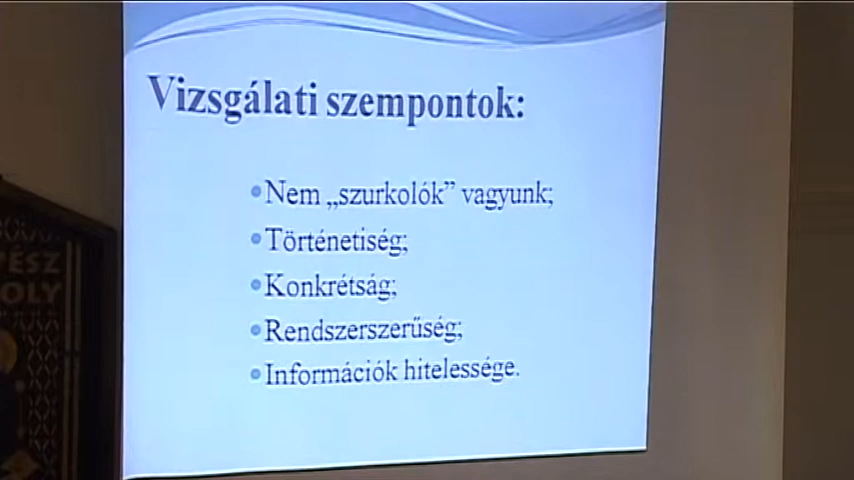 Vizsgálati szempontok:
Nem „szurkolók” vagyunk;
Történetiség;
Konkrétság;
Rendszerszerűség;
Információk hitelessége.